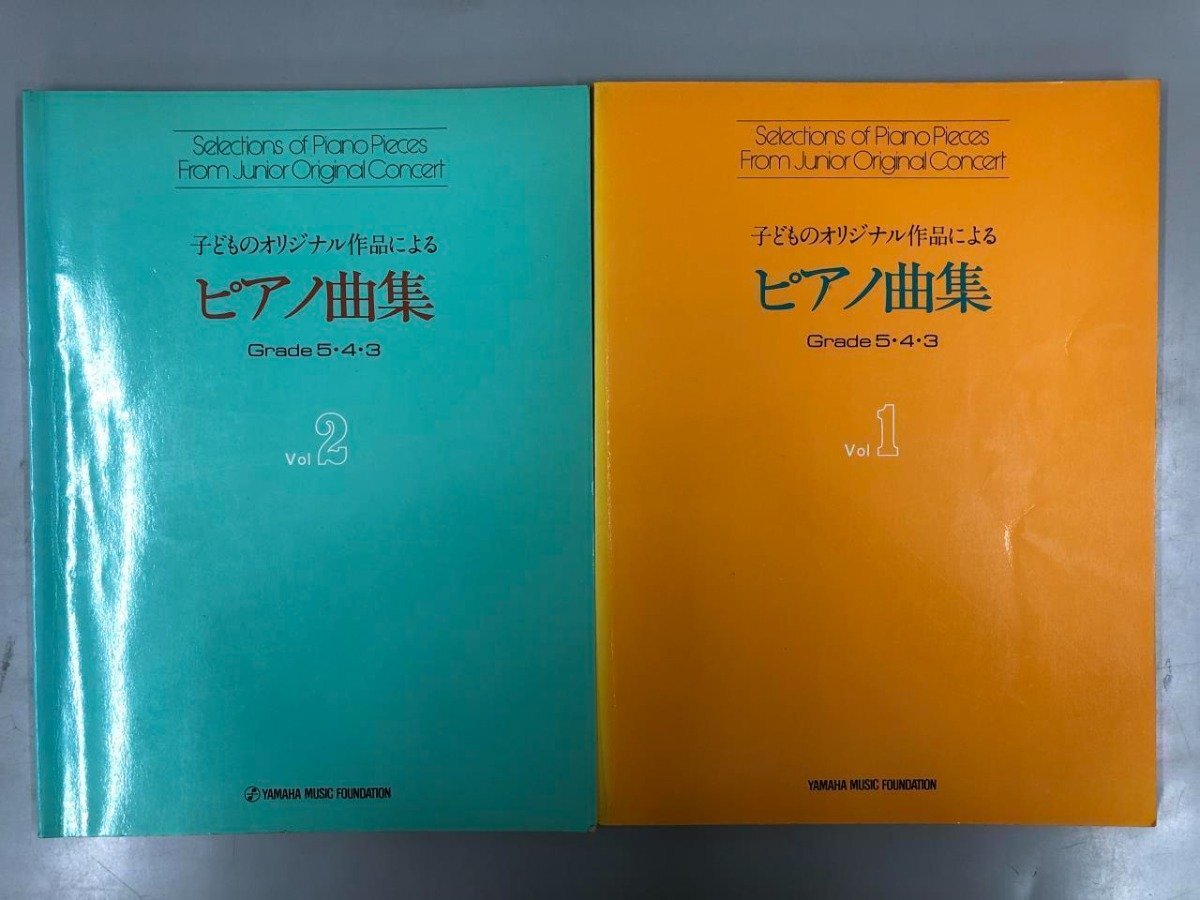 Selections of Piano Pieces
From Junior Original Concert
子どものオリジナル作品による
ピアノ曲集
Grade 5・4・3
Vol 2
YAMAHA MUSIC FOUNDATION
Selections of Piano Pieces
From Junior Original Concert
子どものオリジナル作品による
ピアノ曲集
Grade 5・4・3
Vol 1
YAMAHA MUSIC FOUNDATION